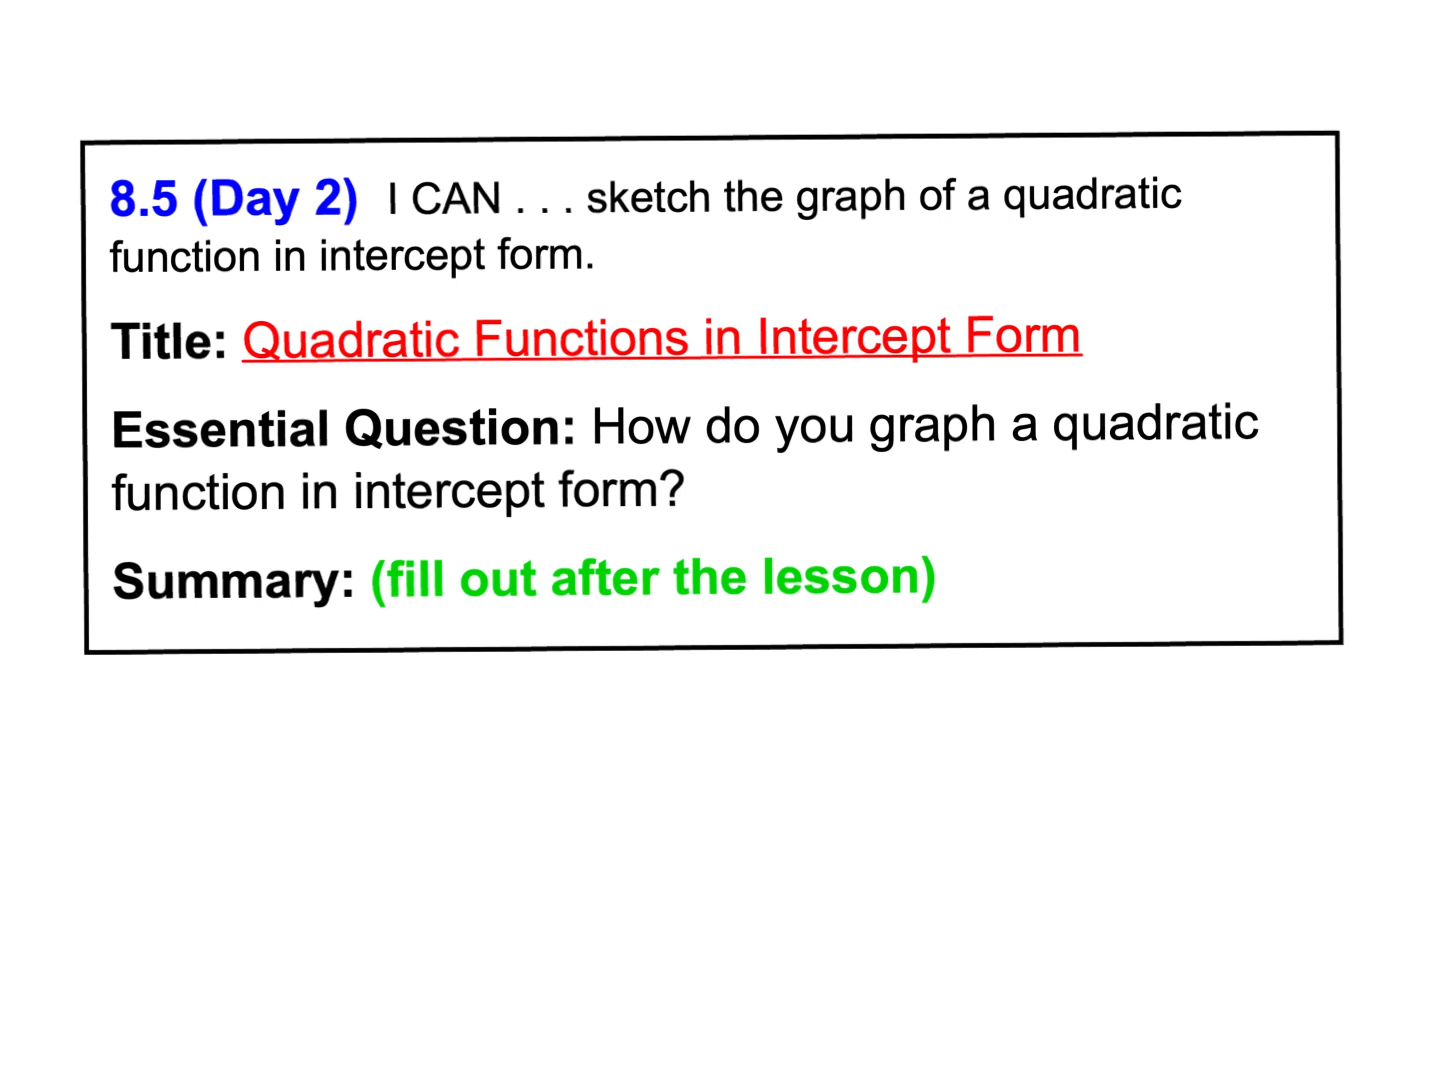 8.5 (Day 2) I CAN . . . sketch the graph of a quadratic
function in intercept form.
Title: Quadratic Functions in Intercept Form
Essential Question: How do you graph a quadratic
function in intercept form?
Summary: (fill out after the lesson)